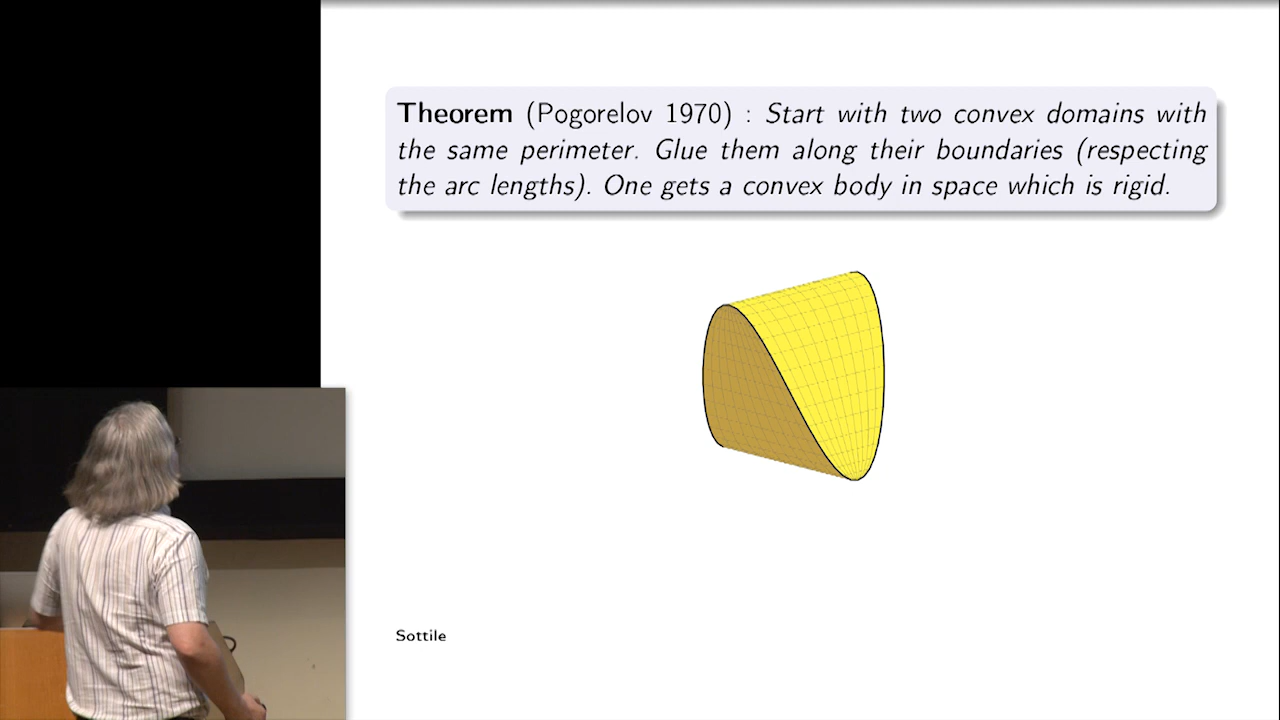 Theorem (Pogorelov 1970) : Start with two convex domains with
the same perimeter. Glue them along their boundaries (respecting
the arc lengths). One gets a convex body in space which is rigid.
Sottile